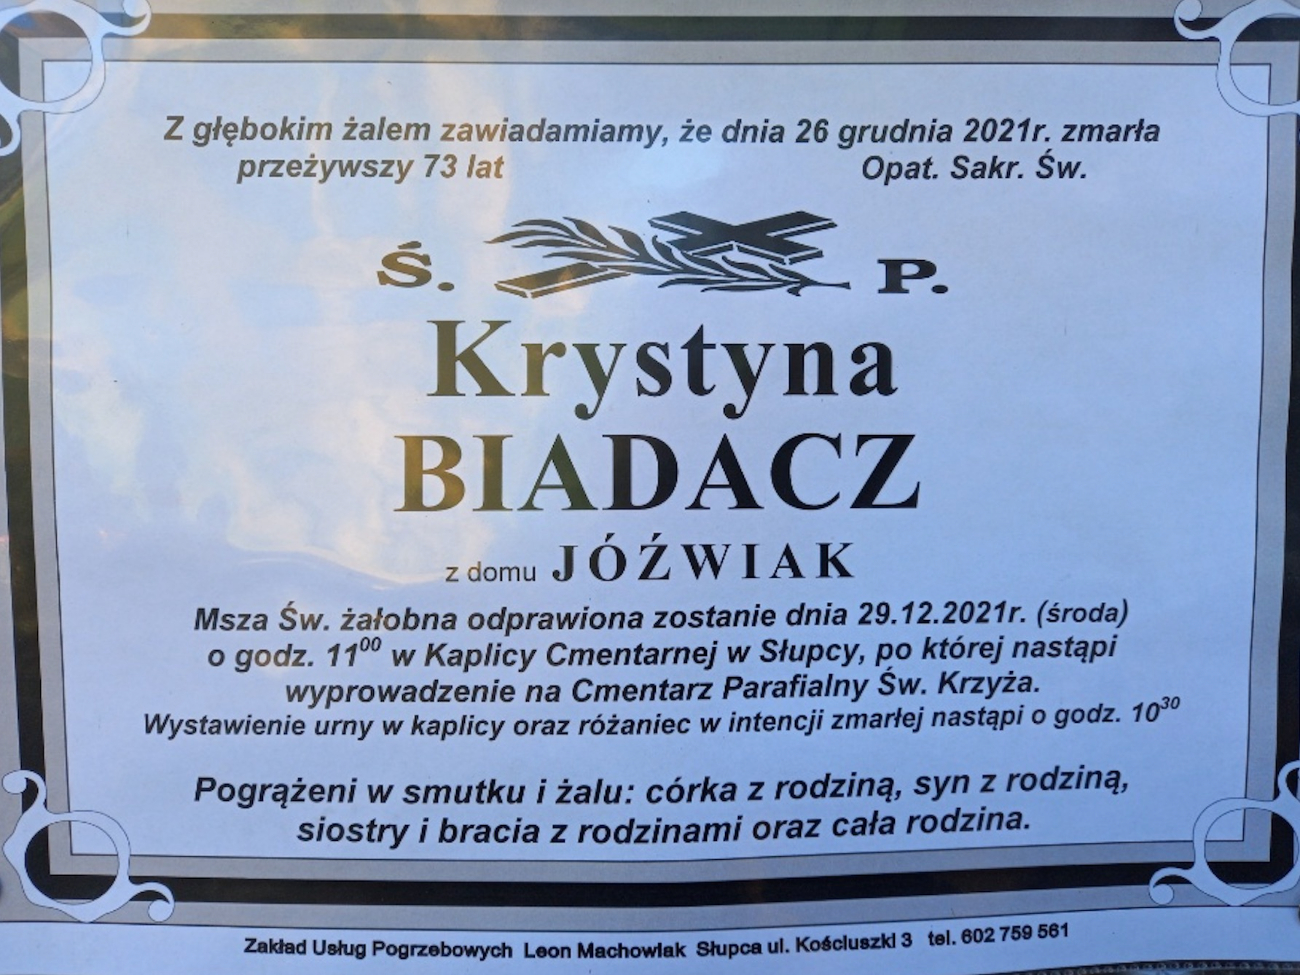 Z głębokim żalem zawiadamiamy, że dnia 26 grudnia 2021r. zmarła
przeżywszy 73 lat Opat. Sakr. Św.
Ś. P.
Krystyna
BIADACZ
z domu JÓŹWIAK
Msza Św. żałobna odprawiona zostanie dnia 29.12.2021r. (środa)
o godz. 11⁰⁰ w Kaplicy Cmentarnej w Słupcy, po której nastąpi
wyprowadzenie na Cmentarz Parafialny Św. Krzyża.
Wystawienie urny w kaplicy oraz różaniec w intencji zmarłej nastąpi o godz. 10³⁰
Pogrążeni w smutku i żalu: córka z rodziną, syn z rodziną,
siostry i bracia z rodzinami oraz cała rodzina.
Zakład Usług Pogrzebowych Leon Machowiak Słupca ul. Kościuszki 3 tel. 602 759 561